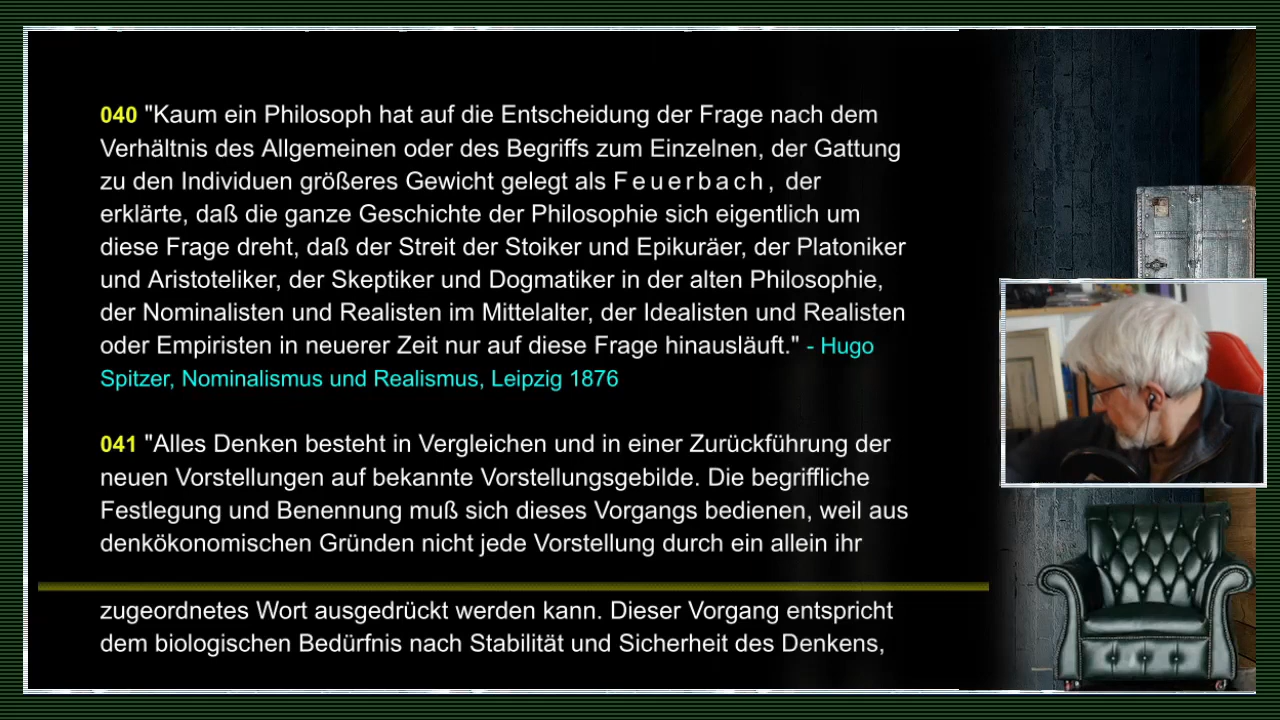 040 "Kaum ein Philosoph hat auf die Entscheidung der Frage nach dem
Verhältnis des Allgemeinen oder des Begriffs zum Einzelnen, der Gattung
zu den Individuen größeres Gewicht gelegt als Feuerbach, der
erklärte, daß die ganze Geschichte der Philosophie sich eigentlich um
diese Frage dreht, daß der Streit der Stoiker und Epikuräer, der Platoniker
und Aristoteliker, der Skeptiker und Dogmatiker in der alten Philosophie,
der Nominalisten und Realisten im Mittelalter, der Idealisten und Realisten
oder Empiristen in neuerer Zeit nur auf diese Frage hinausläuft." - Hugo
Spitzer, Nominalismus und Realismus, Leipzig 1876
041 "Alles Denken besteht in Vergleichen und in einer Zurückführung der
neuen Vorstellungen auf bekannte Vorstellungsgebilde. Die begriffliche
Festlegung und Benennung muß sich dieses Vorgangs bedienen, weil aus
denkökonomischen Gründen nicht jede Vorstellung durch ein allein ihr
zugeordnetes Wort ausgedrückt werden kann. Dieser Vorgang entspricht
dem biologischen Bedürfnis nach Stabilität und Sicherheit des Denkens,